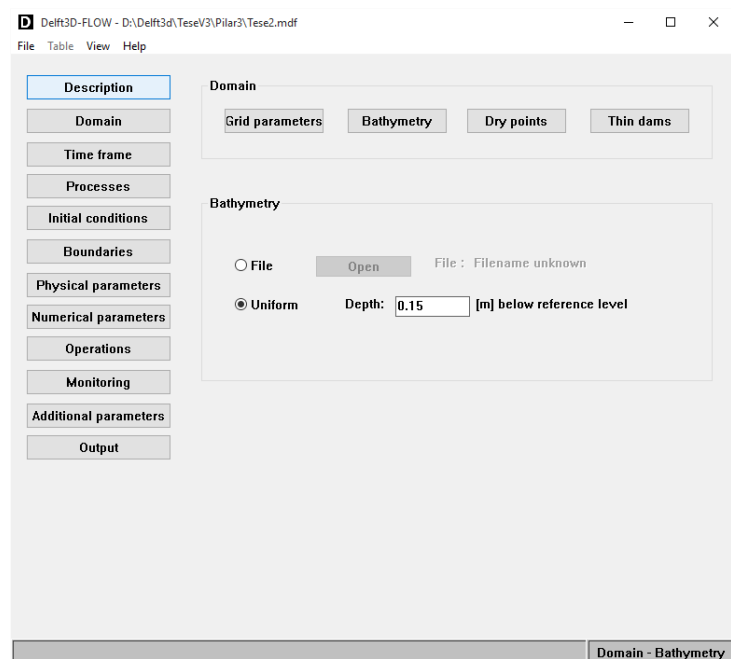 D Delft3D-FLOW - D:\Delft3d\TeseV3\Pilar3\Tese2.mdf
File Table View Help
Description
Domain
Time frame
Processes
Initial conditions
Boundaries
Physical parameters
Numerical parameters
Operations
Monitoring
Additional parameters
Output
Domain
Grid parameters Bathymetry Dry points Thin dams
Bathymetry
File Open File : Filename unknown
Uniform Depth: 0.15 [m] below reference level
Domain - Bathymetry